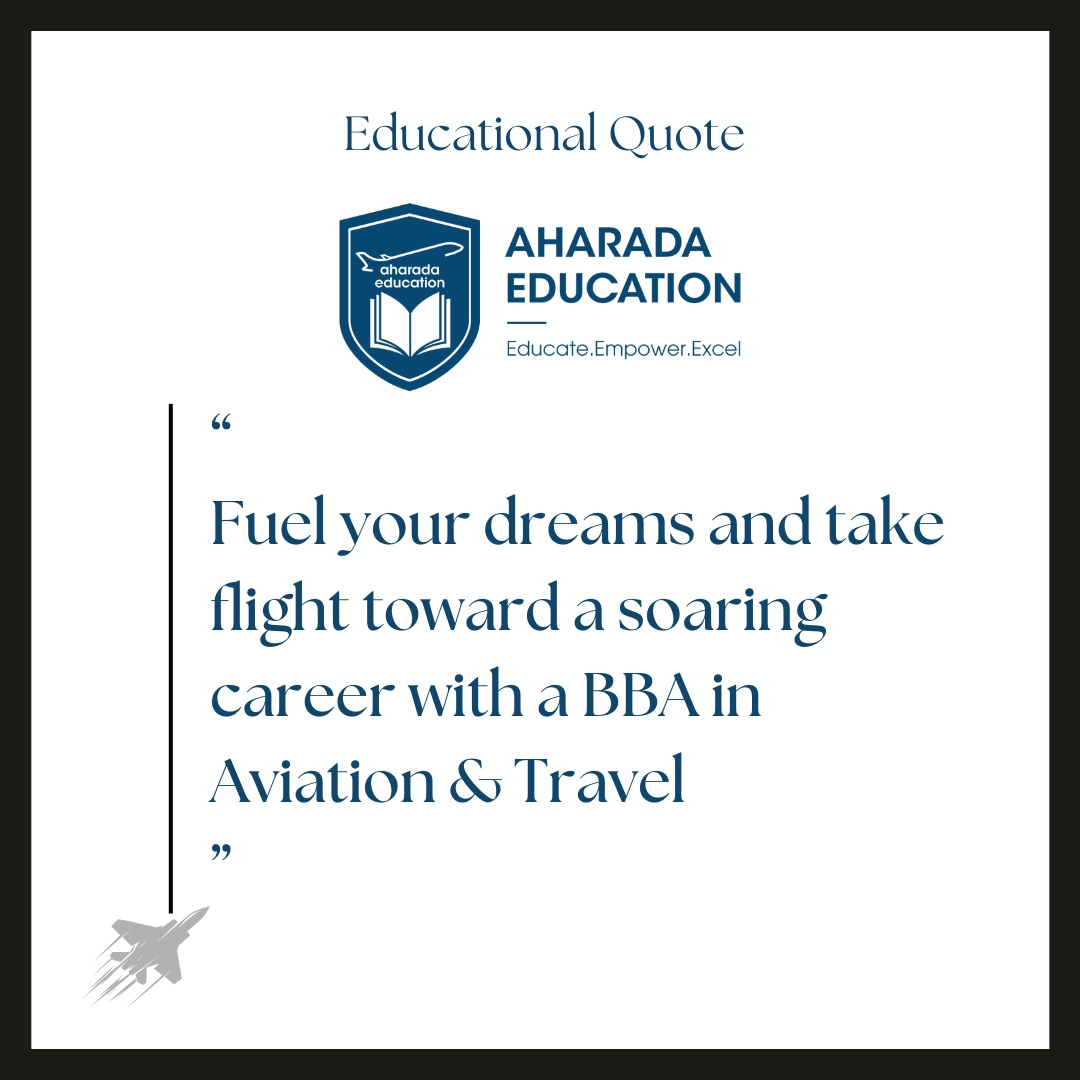 Educational Quote
aharada
education
AHARADA
EDUCATION
Educate.Empower.Excel
“
Fuel your dreams and take
flight toward a soaring
career with a BBA in
Aviation & Travel
”